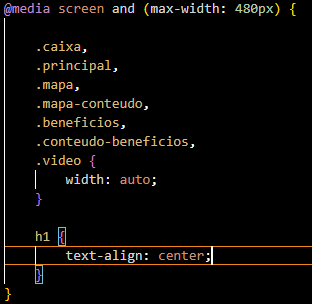 @media screen and (max-width: 480px) {
.caixa,
.principal,
.mapa,
.mapa-conteudo,
.beneficios,
.conteudo-beneficios,
.video {
width: auto;
}
h1 {
text-align: center;
}
}